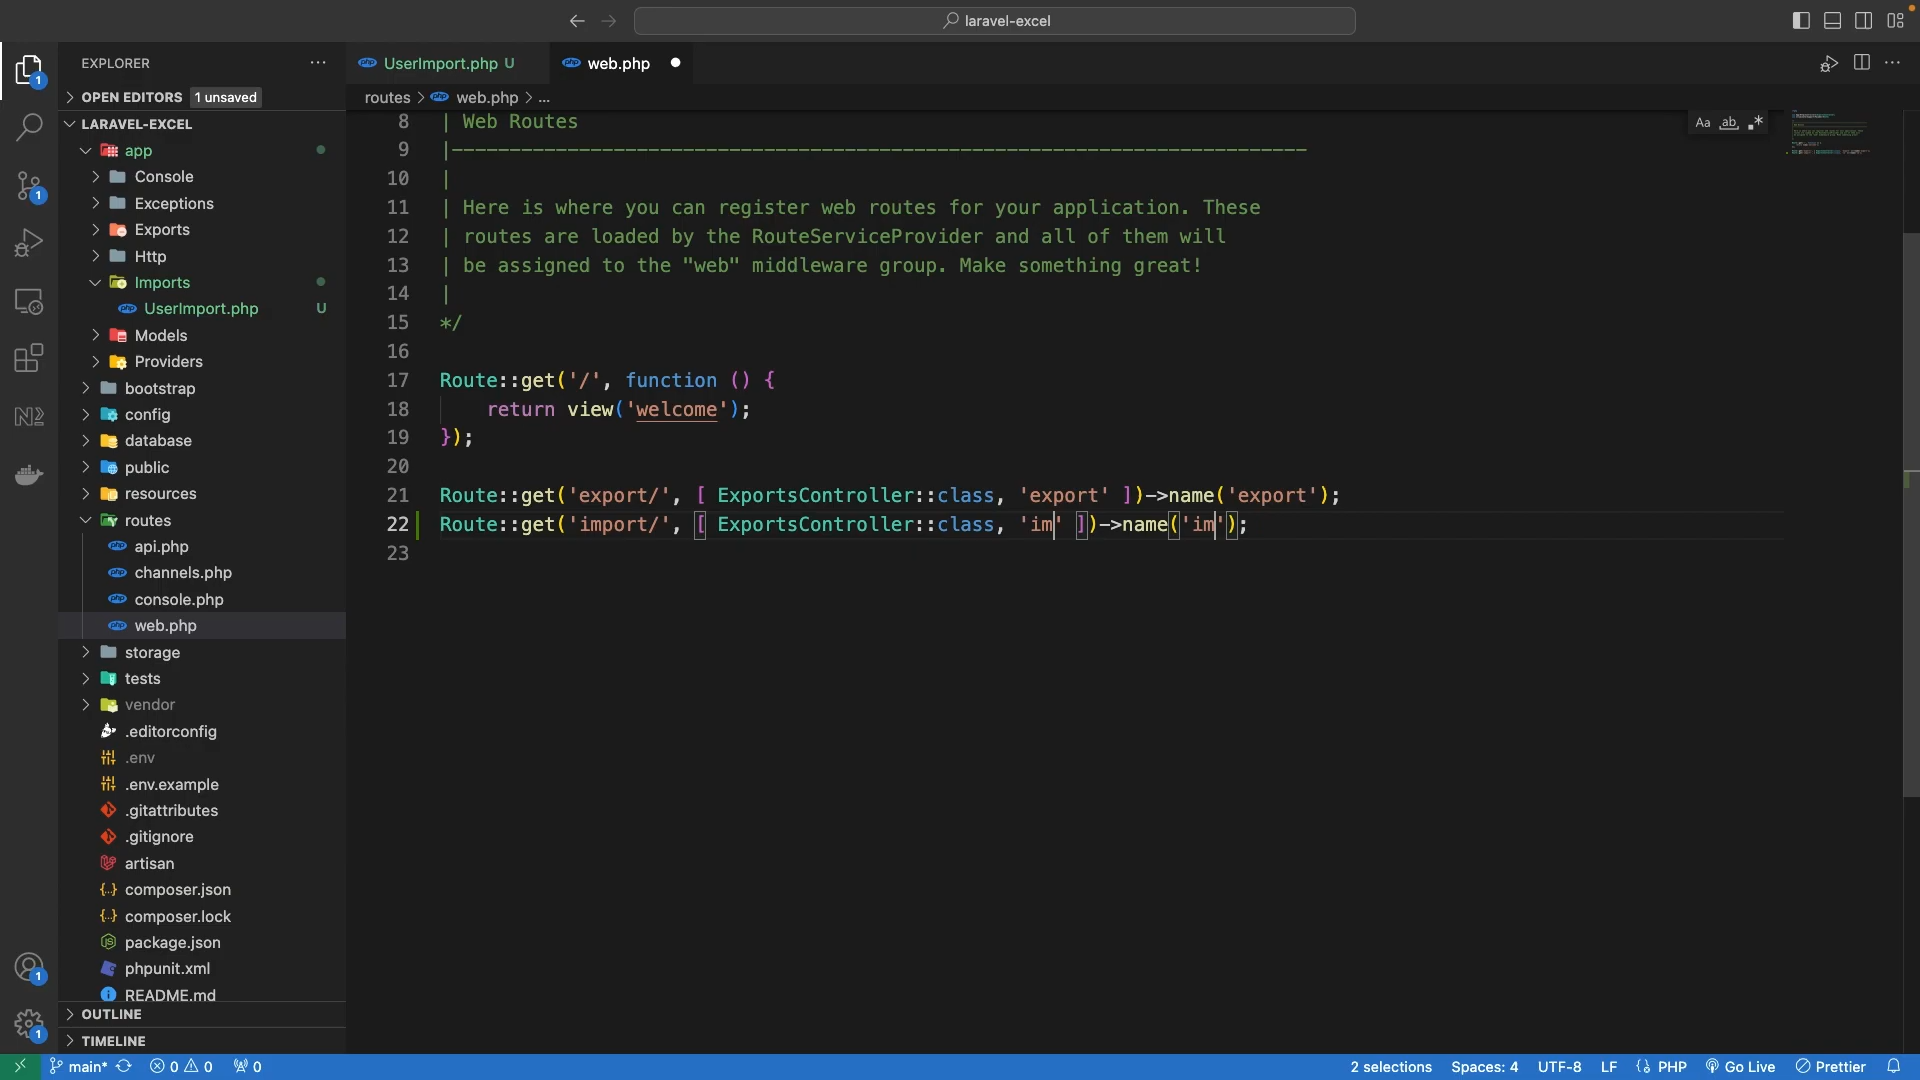 laravel-excel
EXPLORER
UserImport.php U
web.php
1
OPEN EDITORS 1 unsaved
routes > web.php > ...
LARAVEL-EXCEL
app
Console
Exceptions
Exports
Http
Imports
UserImport.php U
Models
Providers
bootstrap
config
database
public
resources
routes
api.php
channels.php
console.php
web.php
storage
tests
vendor
.editorconfig
.env
.env.example
.gitattributes
.gitignore
artisan
composer.json
composer.lock
package.json
phpunit.xml
README.md
OUTLINE
TIMELINE
1
1
1
Aa ab .*
8 | Web Routes
9 |--------------------------------------------------------------------------
10 |
11 | Here is where you can register web routes for your application. These
12 | routes are loaded by the RouteServiceProvider and all of them will
13 | be assigned to the "web" middleware group. Make something great!
14 |
15 */
16
17 Route::get('/', function () {
18 return view('welcome');
19 });
20
21 Route::get('export/', [ ExportsController::class, 'export' ])->name('export');
22 Route::get('import/', [ ExportsController::class, 'im' ])->name('im');
23
main* 0 0 0 2 selections Spaces: 4 UTF-8 LF PHP Go Live Prettier